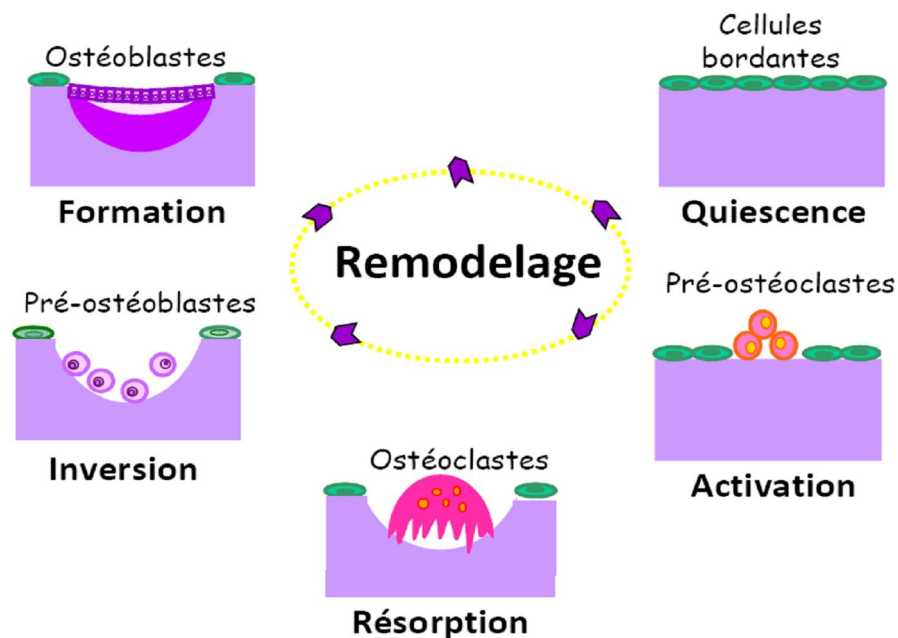 Ostéoblastes
Formation
Cellules
bordantes
Quiescence
Remodelage
Pré-ostéoblastes
Inversion
Pré-ostéoclastes
Activation
Ostéoclastes
Résorption